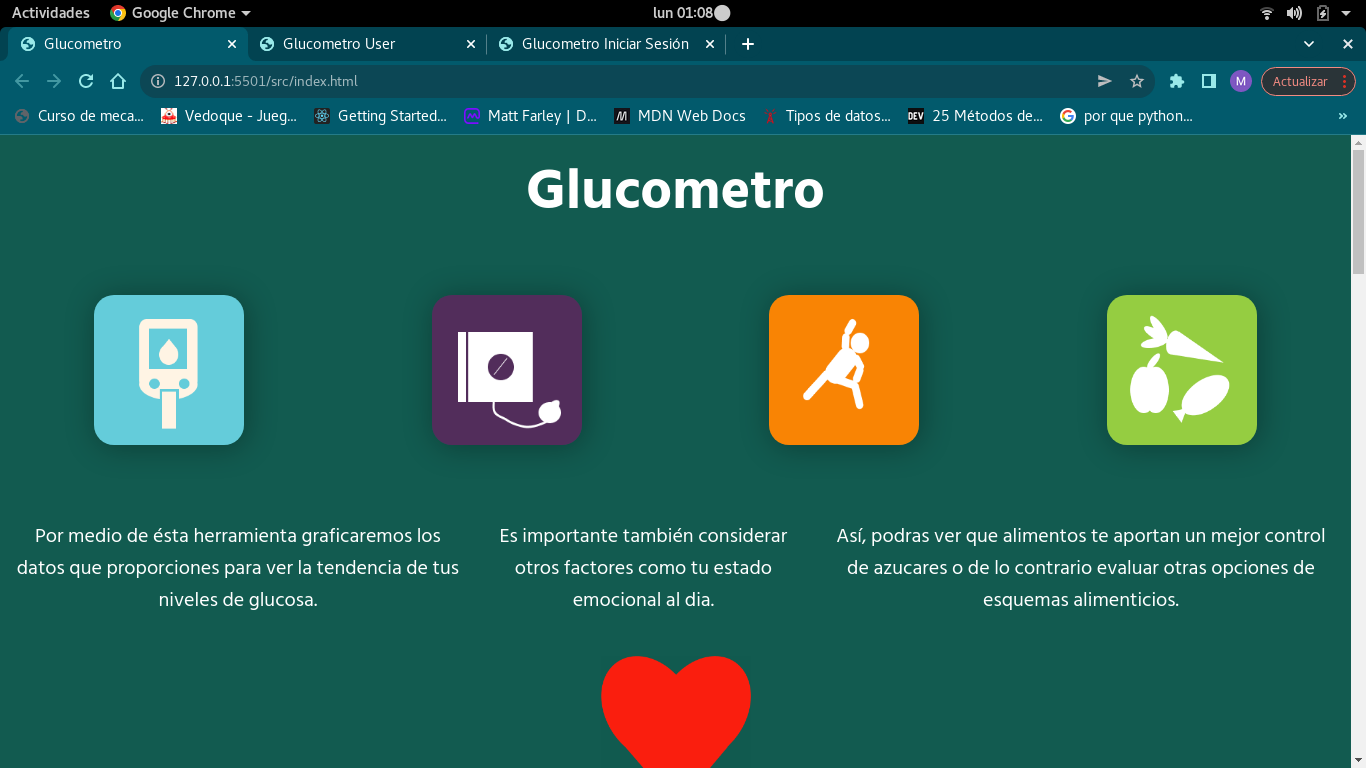 Actividades Google Chrome lun 01:08
Glucometro Glucometro User Glucometro Iniciar Sesión
127.0.0.1:5501/src/index.html M Actualizar
Curso de meca... Vedoque - Jueg... Getting Started... Matt Farley | D... MDN Web Docs Tipos de datos... DEV 25 Métodos de... por que python... »
Glucometro
Por medio de ésta herramienta graficaremos los
datos que proporciones para ver la tendencia de tus
niveles de glucosa.
Es importante también considerar
otros factores como tu estado
emocional al dia.
Así, podras ver que alimentos te aportan un mejor control
de azucares o de lo contrario evaluar otras opciones de
esquemas alimenticios.